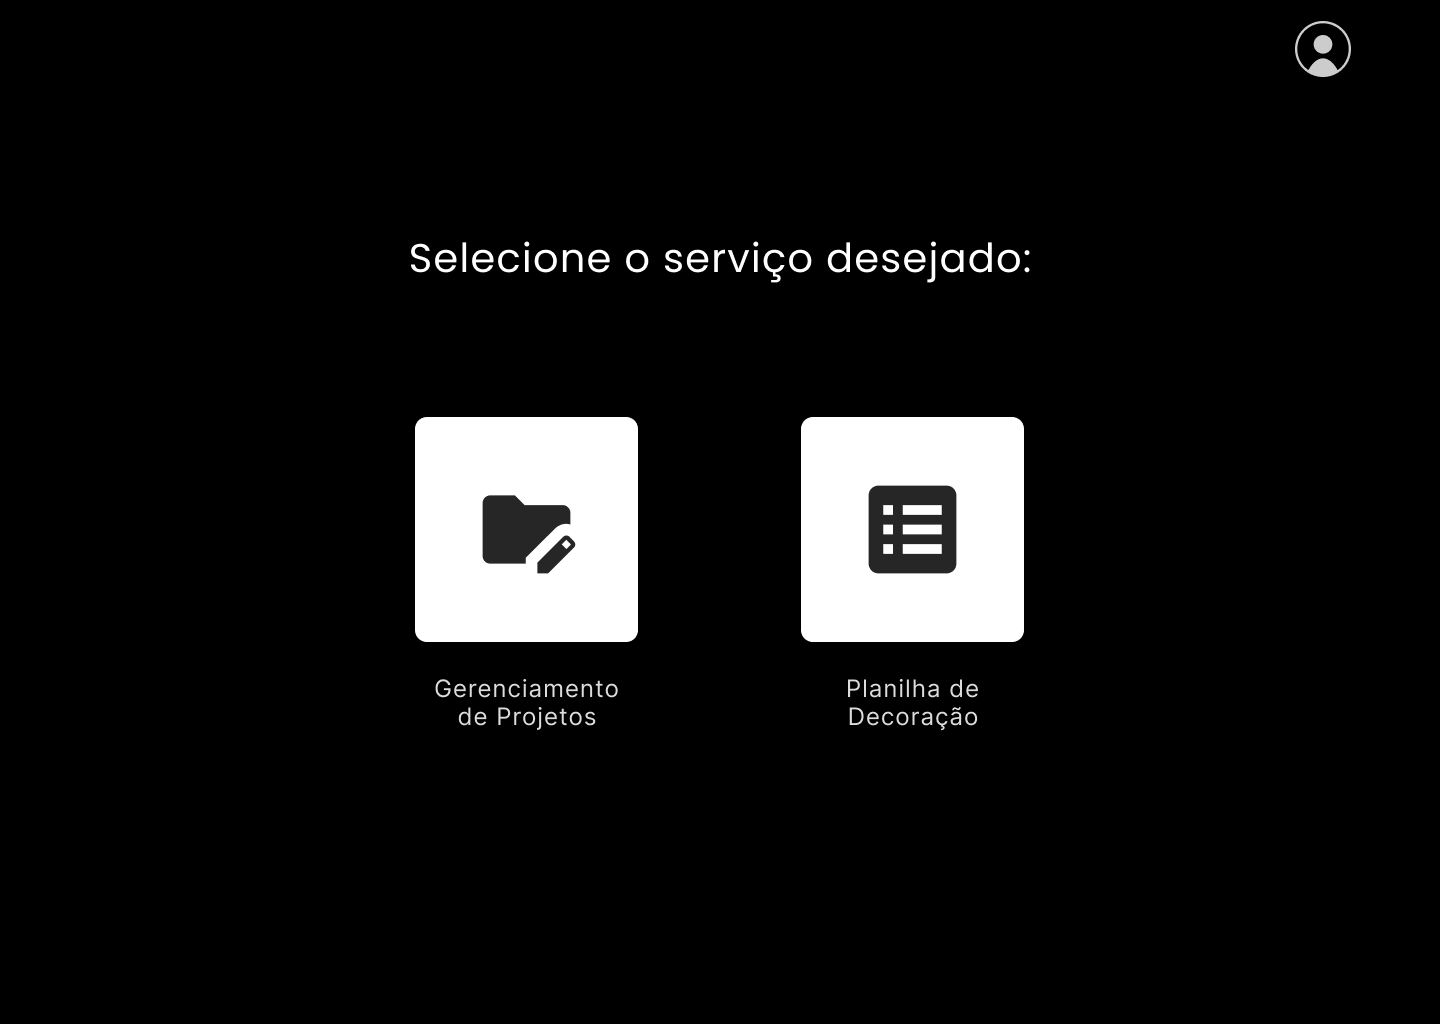 Selecione o serviço desejado:
Gerenciamento
de Projetos
Planilha de
Decoração